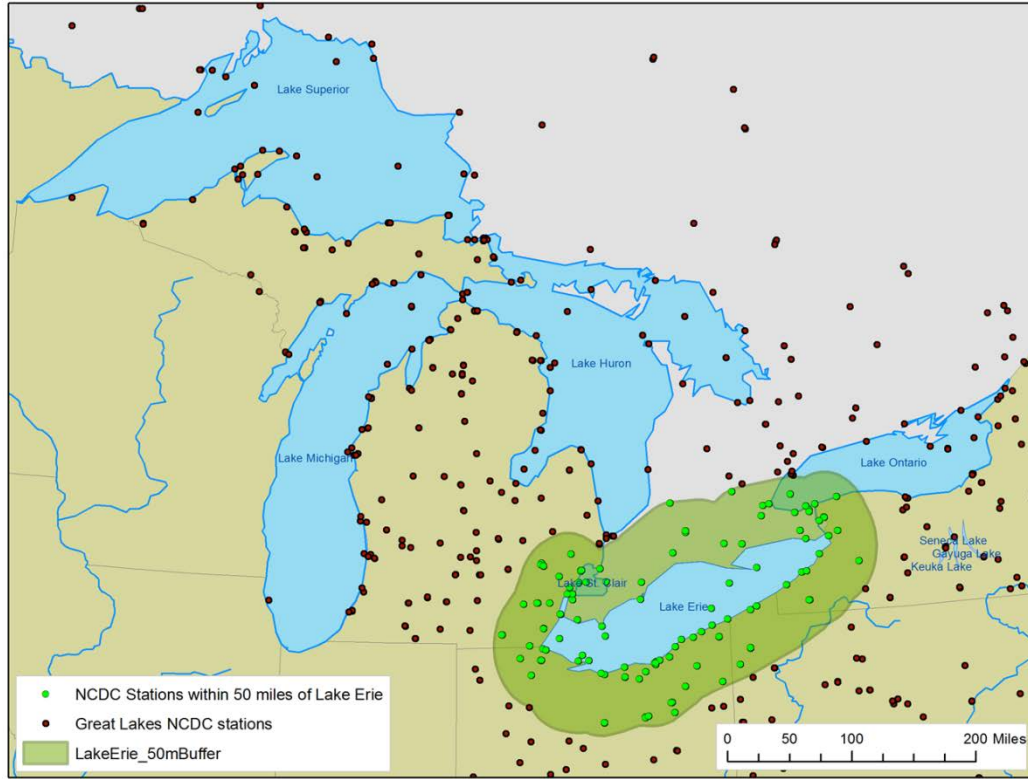 Lake Superior
Lake Huron
Lake Michigan
Lake Ontario
Seneca Lake
Cayuga Lake
Keuka Lake
Lake St. Clair
Lake Erie
NCDC Stations within 50 miles of Lake Erie
Great Lakes NCDC stations
LakeErie_50mBuffer
0 50 100 200 Miles